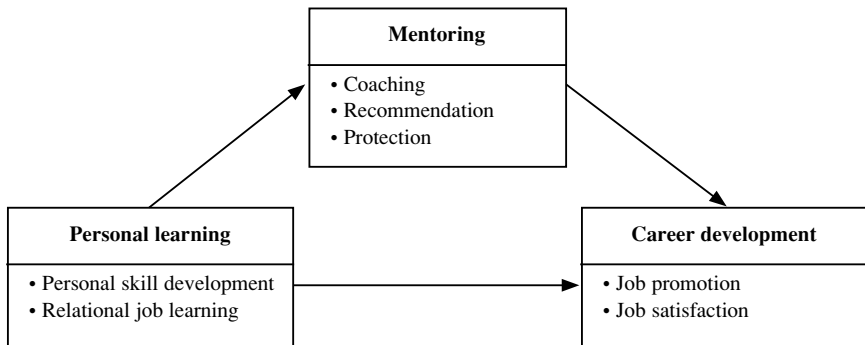 Mentoring
• Coaching
• Recommendation
• Protection
Personal learning
• Personal skill development
• Relational job learning
Career development
• Job promotion
• Job satisfaction